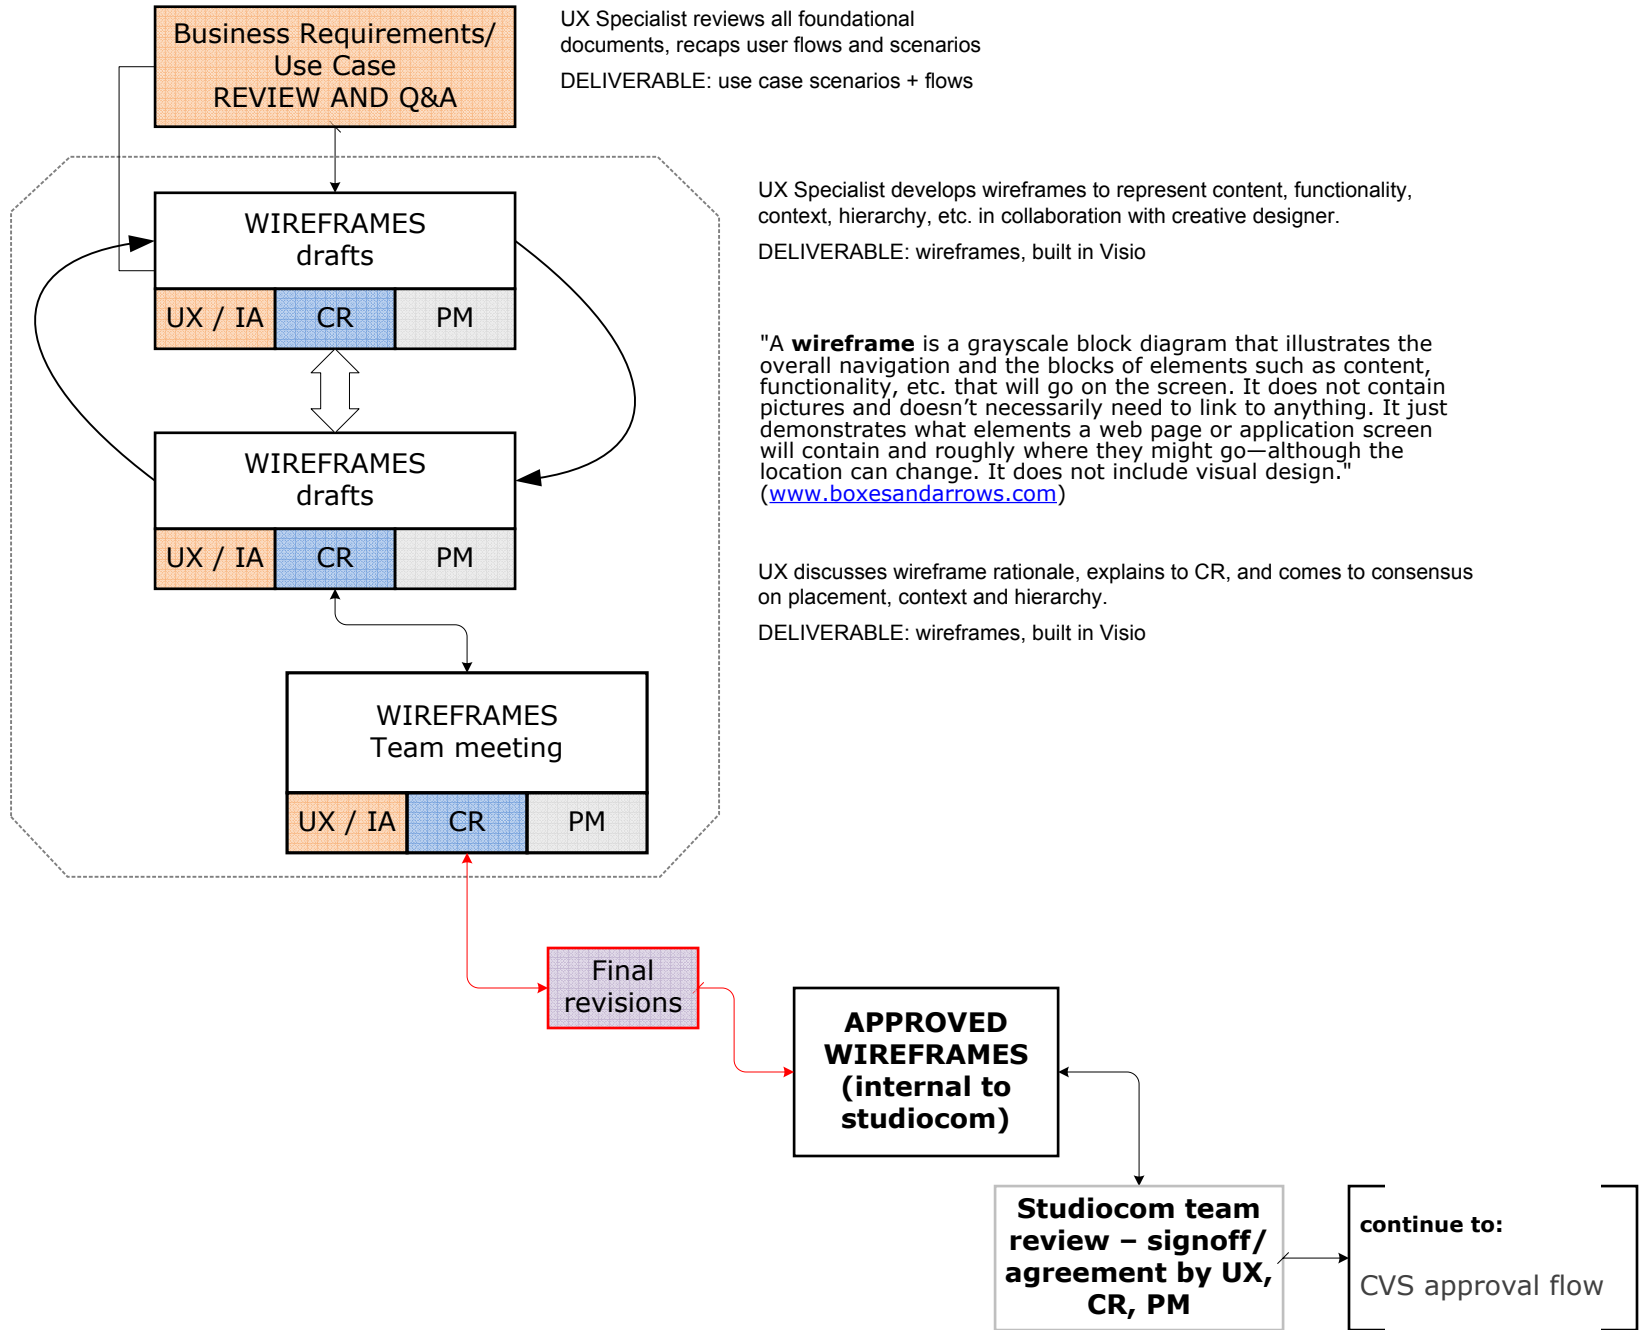 Business Requirements/
Use Case
REVIEW AND Q&A
UX Specialist reviews all foundational
documents, recaps user flows and scenarios
DELIVERABLE: use case scenarios + flows
WIREFRAMES
drafts
UX / IA
CR
PM
UX Specialist develops wireframes to represent content, functionality,
context, hierarchy, etc. in collaboration with creative designer.
DELIVERABLE: wireframes, built in Visio
"A wireframe is a grayscale block diagram that illustrates the
overall navigation and the blocks of elements such as content,
functionality, etc. that will go on the screen. It does not contain
pictures and doesn’t necessarily need to link to anything. It just
demonstrates what elements a web page or application screen
will contain and roughly where they might go—although the
location can change. It does not include visual design."
(www.boxesandarrows.com)
WIREFRAMES
drafts
UX / IA
CR
PM
UX discusses wireframe rationale, explains to CR, and comes to consensus
on placement, context and hierarchy.
DELIVERABLE: wireframes, built in Visio
WIREFRAMES
Team meeting
UX / IA
CR
PM
Final
revisions
APPROVED
WIREFRAMES
(internal to
studiocom)
Studiocom team
review – signoff/
agreement by UX,
CR, PM
continue to:
CVS approval flow